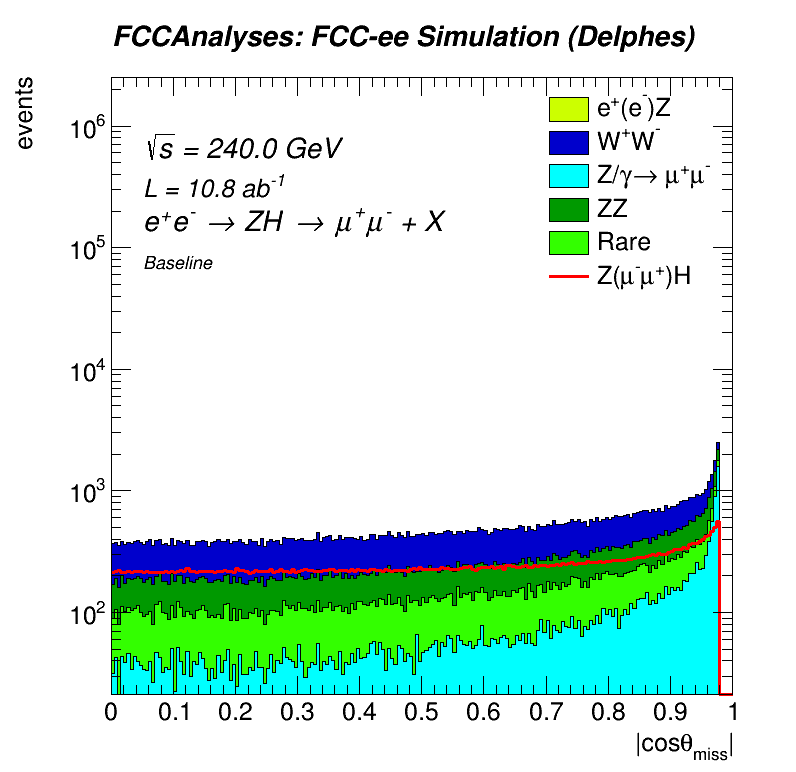 FCCAnalyses: FCC-ee Simulation (Delphes)
events
10⁶
10⁵
10⁴
10³
10²
√s = 240.0 GeV
L = 10.8 ab⁻¹
e⁺e⁻ → ZH → μ⁺μ⁻ + X
Baseline
e⁺(e⁻)Z
W⁺W⁻
Z/γ→ μ⁺μ⁻
ZZ
Rare
Z(μ⁻μ⁺)H
0 0.1 0.2 0.3 0.4 0.5 0.6 0.7 0.8 0.9 1
|cosθ_miss|